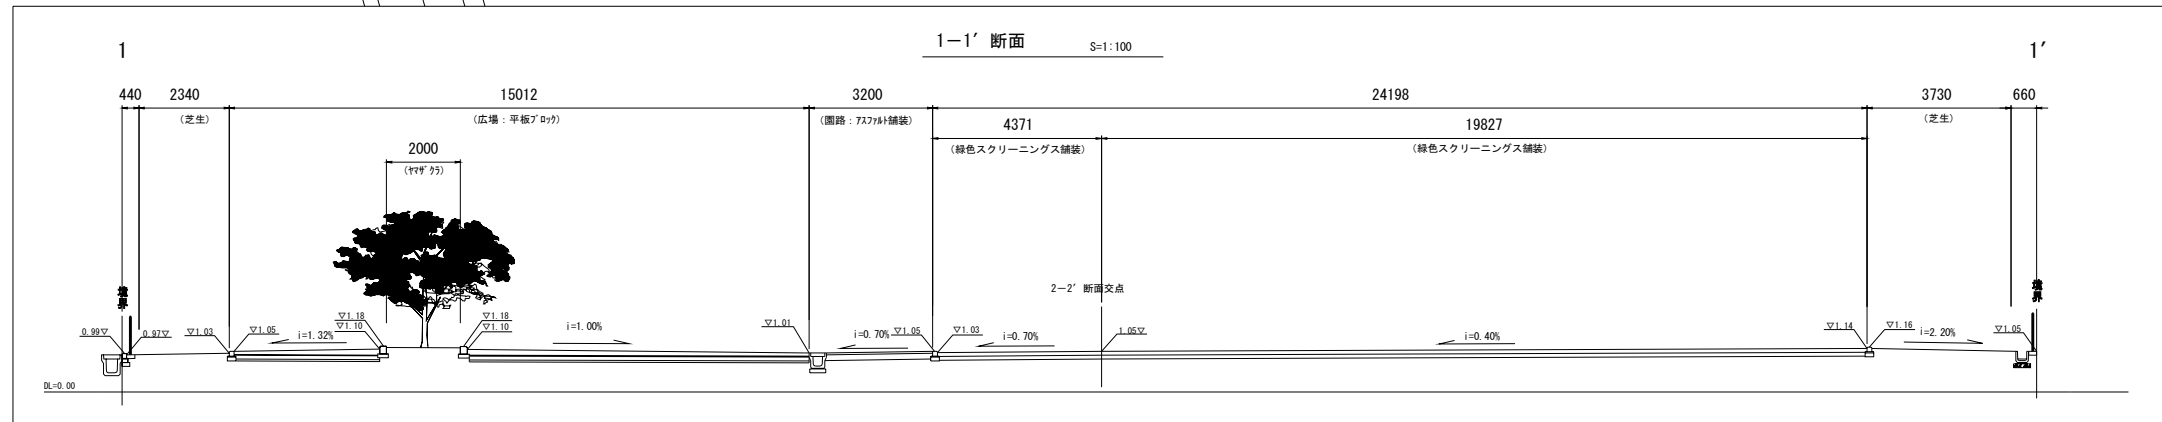 1-1′ 断面 S=1:100
1 1′
440 2340 15012 3200 24198 3730 660
(芝生) (広場：平板ブロック) (園路：アスファルト舗装) (芝生)
4371 19827
(緑色スクリーニングス舗装) (緑色スクリーニングス舗装)
2000
(ヤマザクラ)
2-2′ 断面交点
境界 境界
▽1.18 ▽1.18
0.99▽ 0.97▽ ▽1.03 ▽1.05 i=1.32% ▽1.10 ▽1.10 i=1.00% ▽1.01 i=0.70% ▽1.05 ▽1.03 i=0.70% 1.05▽ i=0.40% ▽1.14 ▽1.16 i=2.20% ▽1.05
DL=0.00